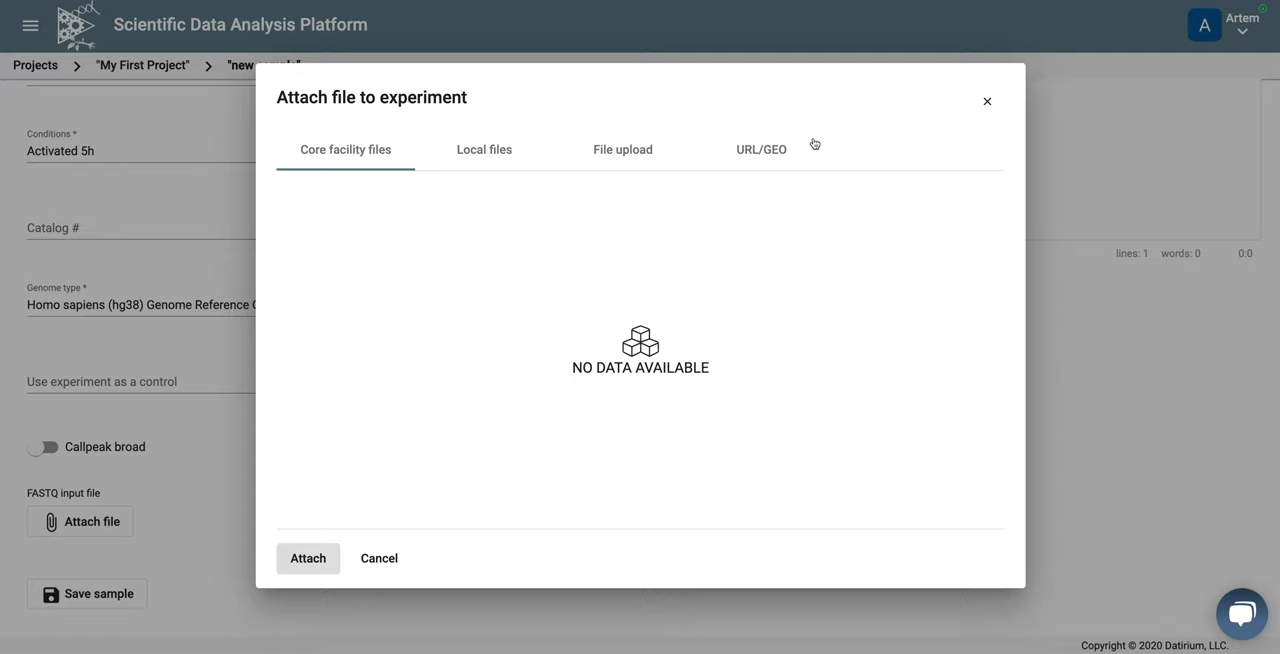 Scientific Data Analysis Platform
A
Artem
Projects > "My First Project" > "new
Attach file to experiment
×
Core facility files
Local files
File upload
URL/GEO
Conditions *
Activated 5h
Catalog #
lines: 1 words: 0 0:0
Genome type *
Homo sapiens (hg38) Genome Reference
NO DATA AVAILABLE
Use experiment as a control
Callpeak broad
FASTQ input file
Attach file
Attach
Cancel
Save sample
Copyright © 2020 Datirium, LLC.